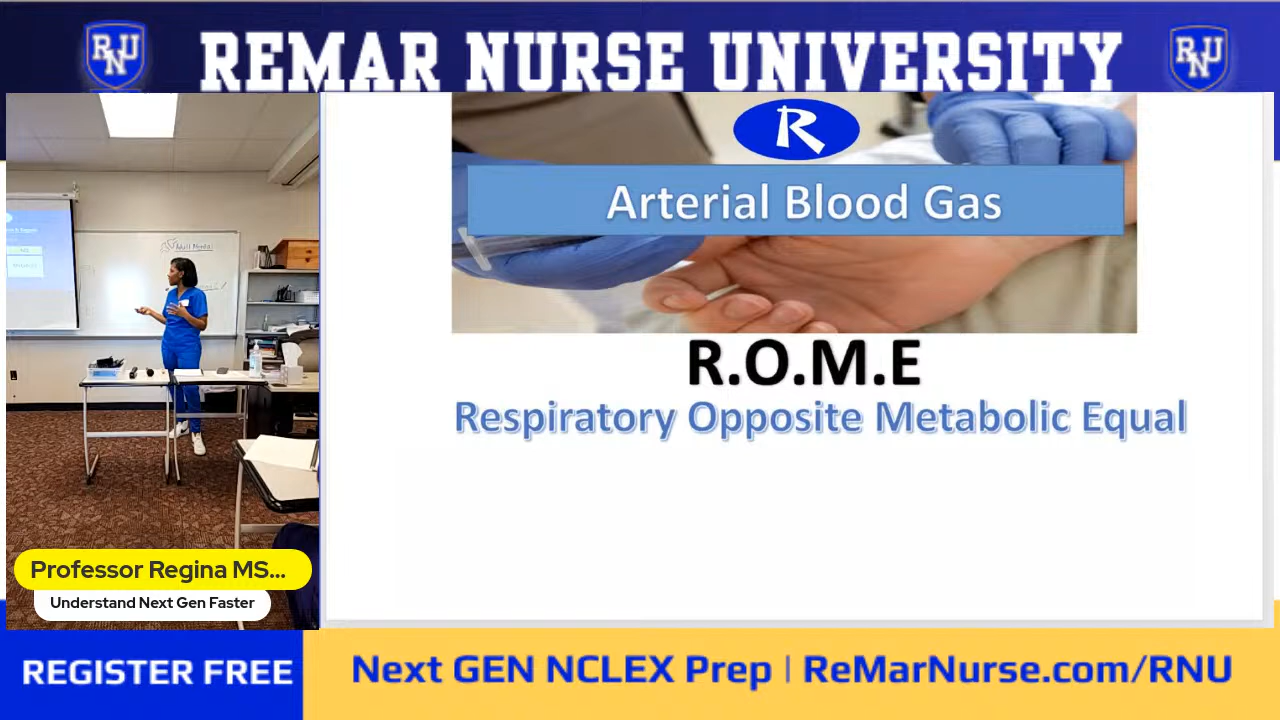 RNU
REMAR NURSE UNIVERSITY
RNU
R
Arterial Blood Gas
R.O.M.E
Respiratory Opposite Metabolic Equal
Professor Regina MS...
Understand Next Gen Faster
REGISTER FREE
Next GEN NCLEX Prep | ReMarNurse.com/RNU